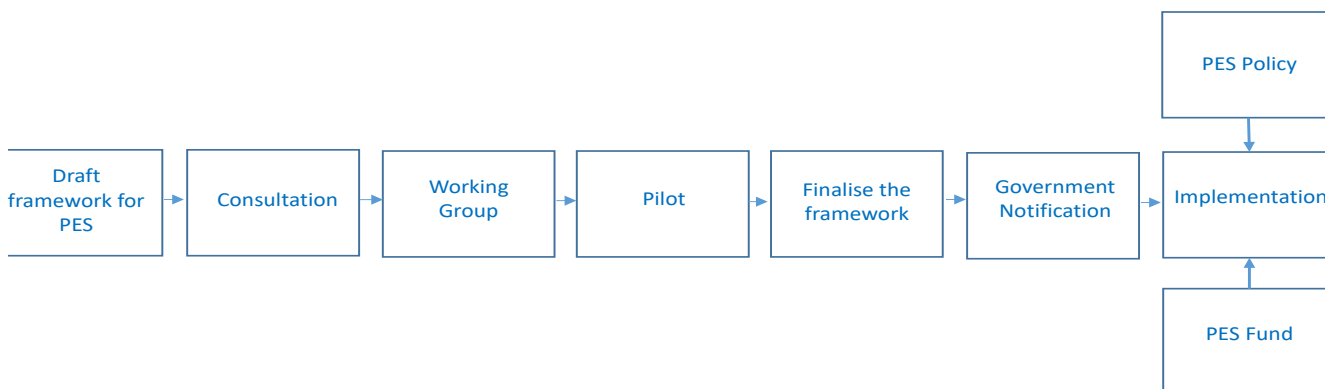 PES Policy
Draft
framework for
PES
Consultation
Working
Group
Pilot
Finalise the
framework
Government
Notification
Implementation
PES Fund